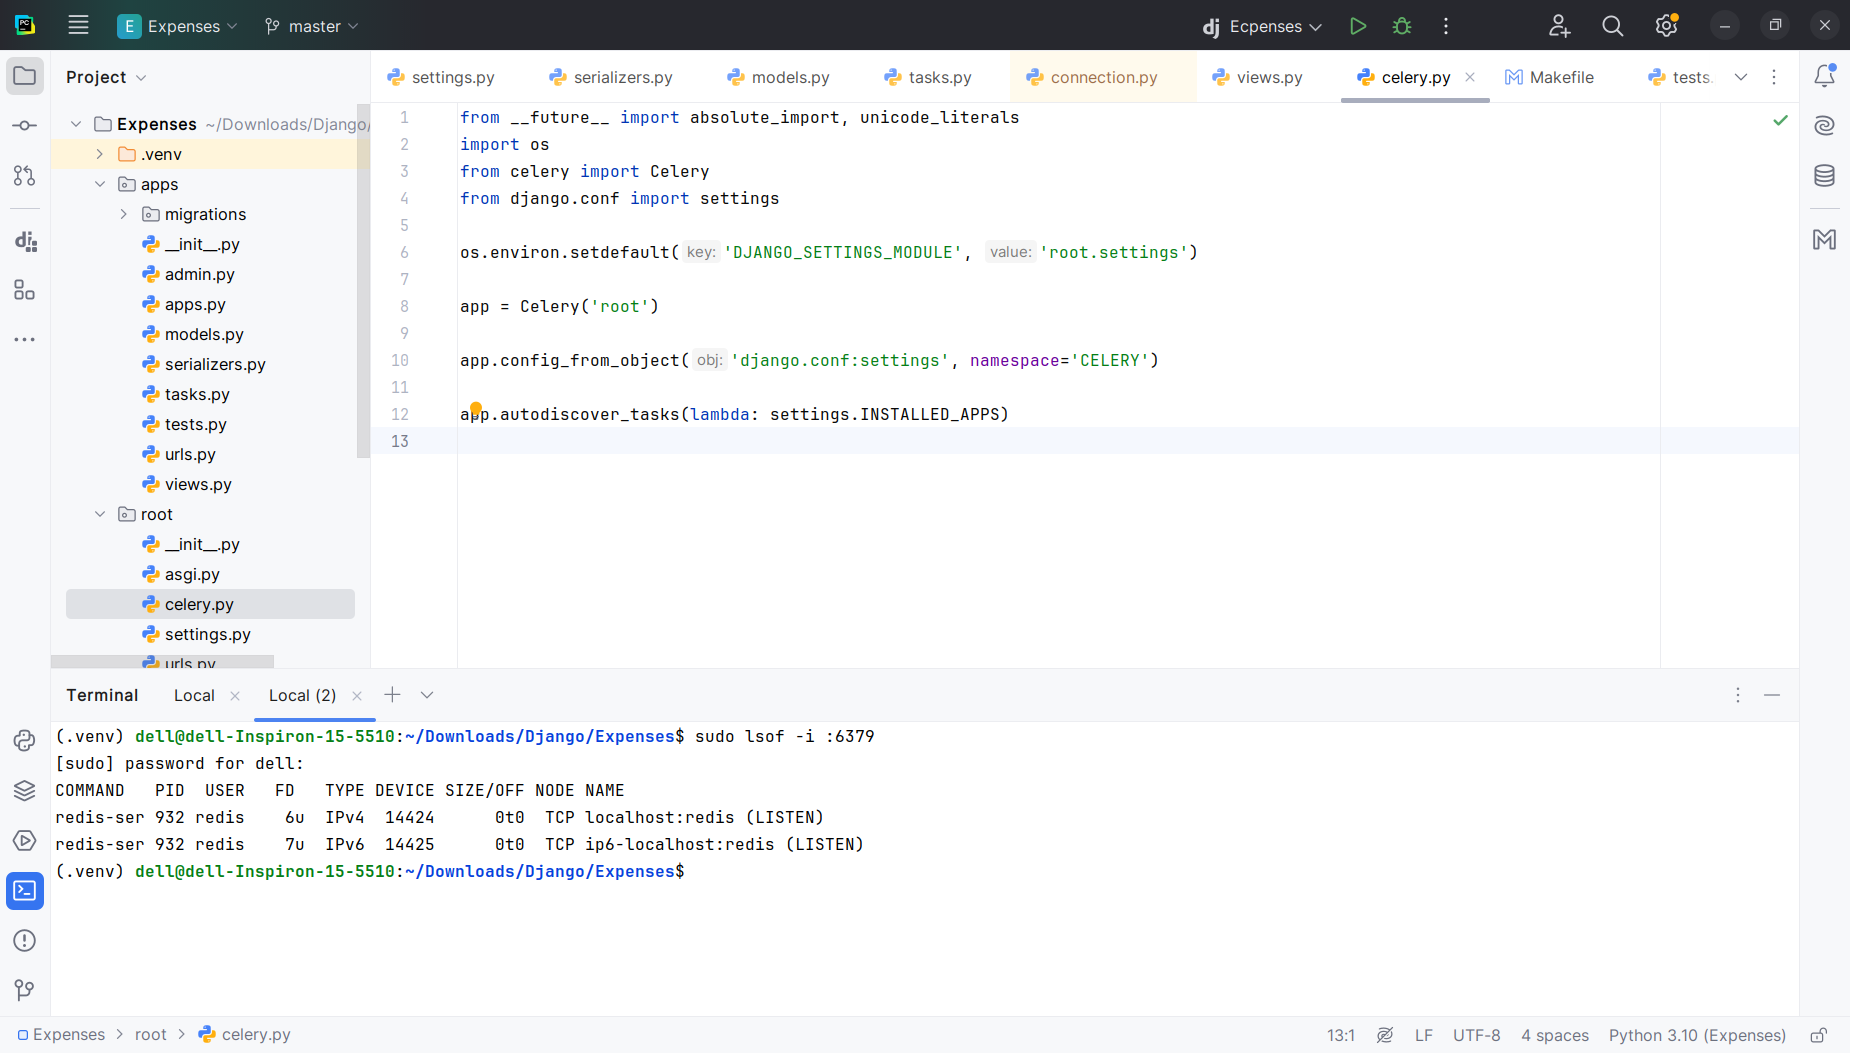 E Expenses master
dj Ecpenses
Project
settings.py serializers.py models.py tasks.py connection.py views.py celery.py Makefile tests.
Expenses ~/Downloads/Django/
.venv
apps
migrations
__init__.py
admin.py
apps.py
models.py
serializers.py
tasks.py
tests.py
urls.py
views.py
root
__init__.py
asgi.py
celery.py
settings.py
urls.py
1 from __future__ import absolute_import, unicode_literals
2 import os
3 from celery import Celery
4 from django.conf import settings
5
6 os.environ.setdefault( key: 'DJANGO_SETTINGS_MODULE', value: 'root.settings')
7
8 app = Celery('root')
9
10 app.config_from_object( obj: 'django.conf:settings', namespace='CELERY')
11
12 app.autodiscover_tasks(lambda: settings.INSTALLED_APPS)
13
Terminal Local Local (2)
(.venv) dell@dell-Inspiron-15-5510:~/Downloads/Django/Expenses$ sudo lsof -i :6379
[sudo] password for dell:
COMMAND PID USER FD TYPE DEVICE SIZE/OFF NODE NAME
redis-ser 932 redis 6u IPv4 14424 0t0 TCP localhost:redis (LISTEN)
redis-ser 932 redis 7u IPv6 14425 0t0 TCP ip6-localhost:redis (LISTEN)
(.venv) dell@dell-Inspiron-15-5510:~/Downloads/Django/Expenses$
Expenses > root > celery.py
13:1 LF UTF-8 4 spaces Python 3.10 (Expenses)